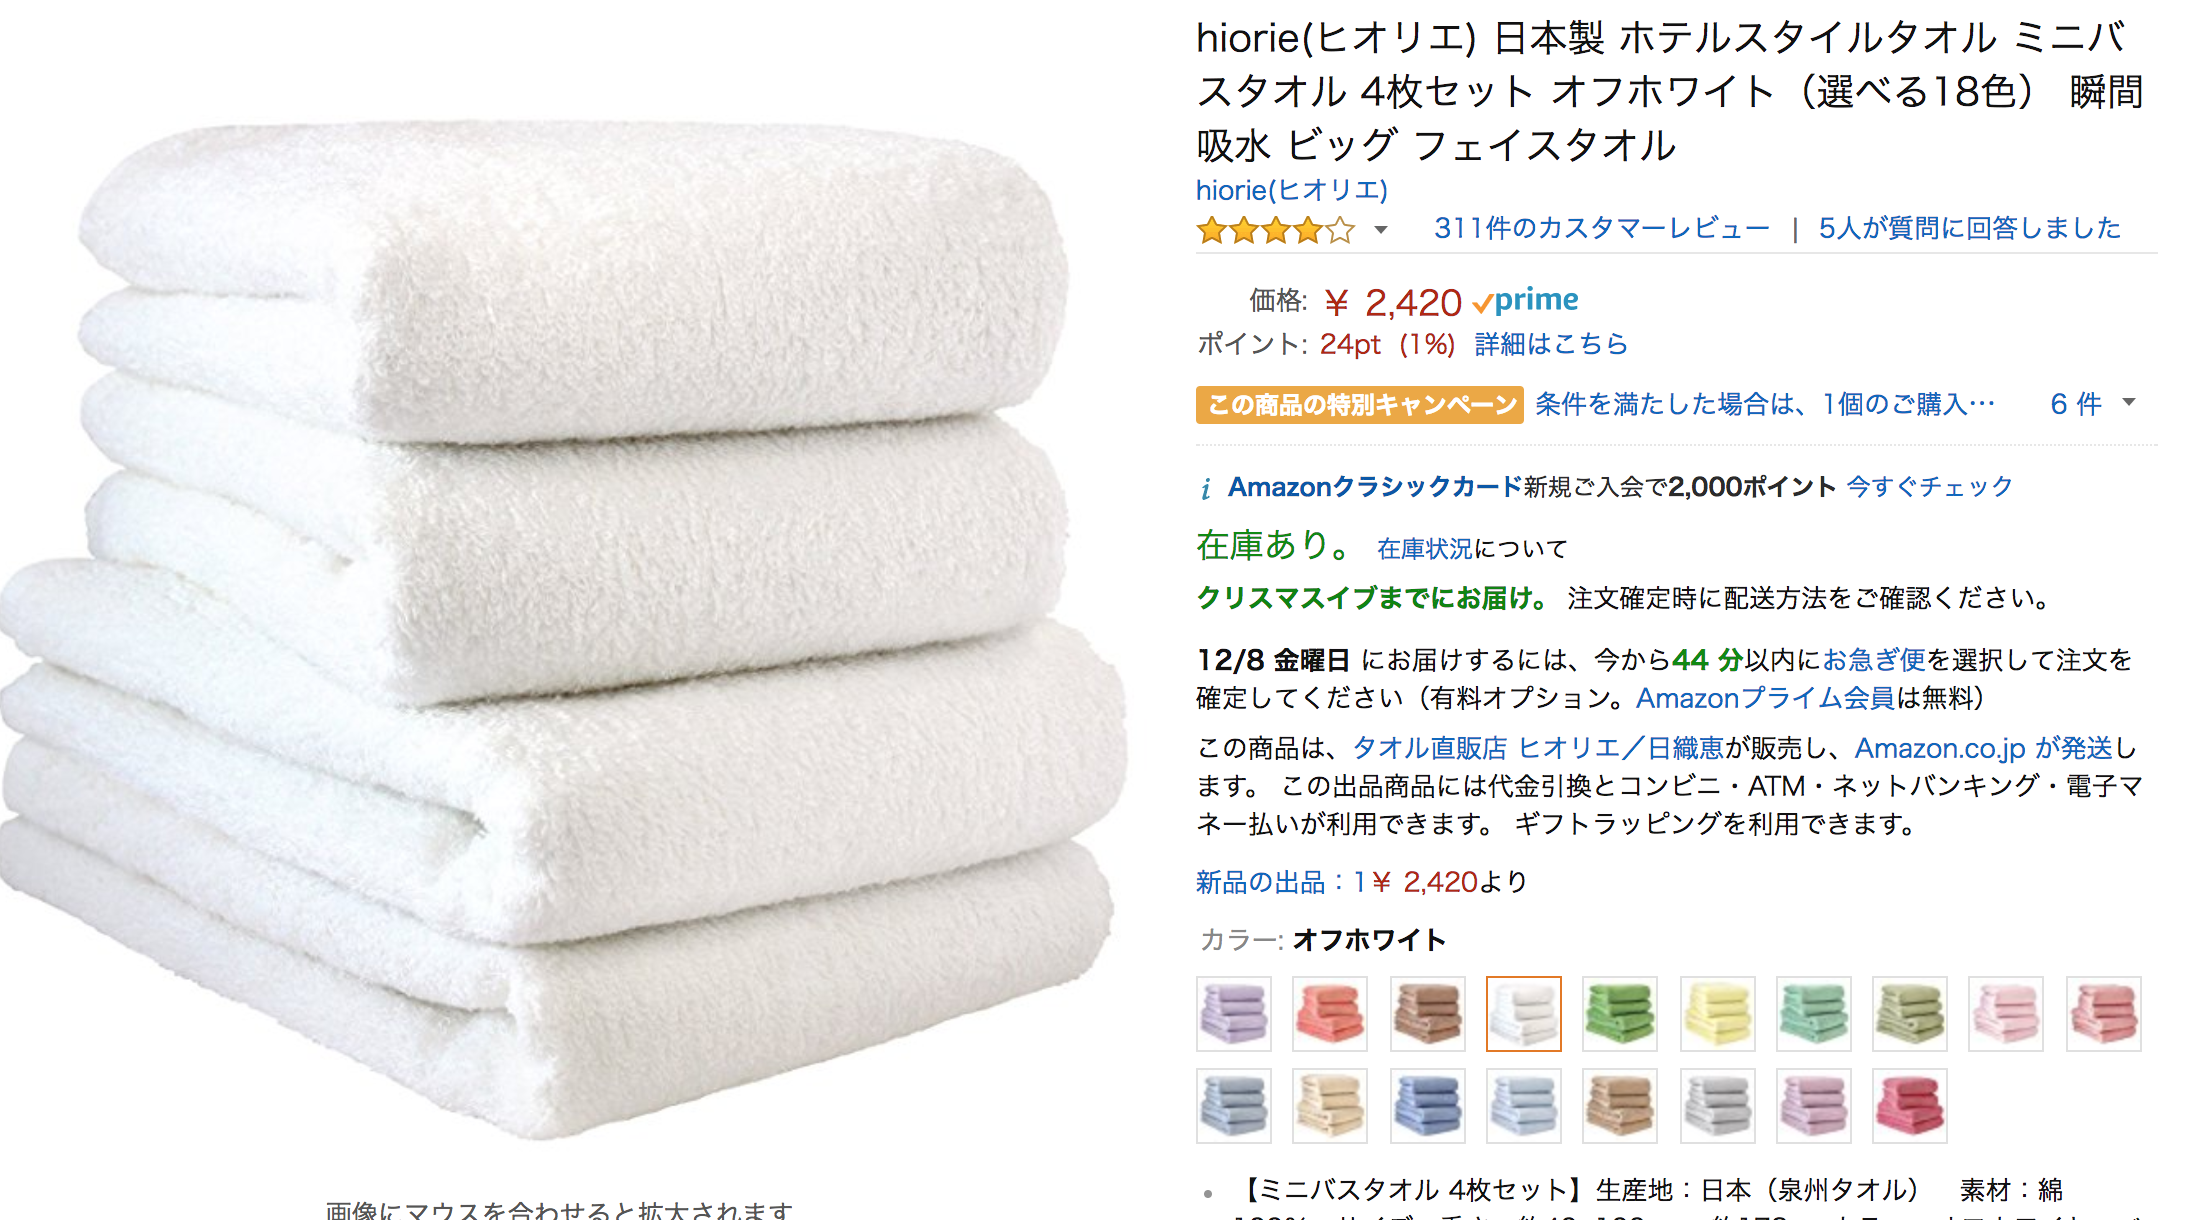 hiorie(ヒオリエ) 日本製 ホテルスタイルタオル ミニバ
スタオル 4枚セット オフホワイト（選べる18色） 瞬間
吸水 ビッグ フェイスタオル
hiorie(ヒオリエ)
311件のカスタマーレビュー | 5人が質問に回答しました
価格: ￥ 2,420 prime
ポイント: 24pt (1%) 詳細はこちら
この商品の特別キャンペーン 条件を満たした場合は、1個のご購入… 6 件
i Amazonクラシックカード新規ご入会で2,000ポイント 今すぐチェック
在庫あり。 在庫状況について
クリスマスイブまでにお届け。 注文確定時に配送方法をご確認ください。
12/8 金曜日 にお届けするには、今から44 分以内にお急ぎ便を選択して注文を
確定してください（有料オプション。Amazonプライム会員は無料）
この商品は、タオル直販店 ヒオリエ／日織恵が販売し、Amazon.co.jp が発送し
ます。 この出品商品には代金引換とコンビニ・ATM・ネットバンキング・電子マ
ネー払いが利用できます。 ギフトラッピングを利用できます。
新品の出品：1￥ 2,420より
カラー: オフホワイト
【ミニバスタオル 4枚セット】生産地：日本（泉州タオル） 素材：綿
画像にマウスを合わせると拡大されます